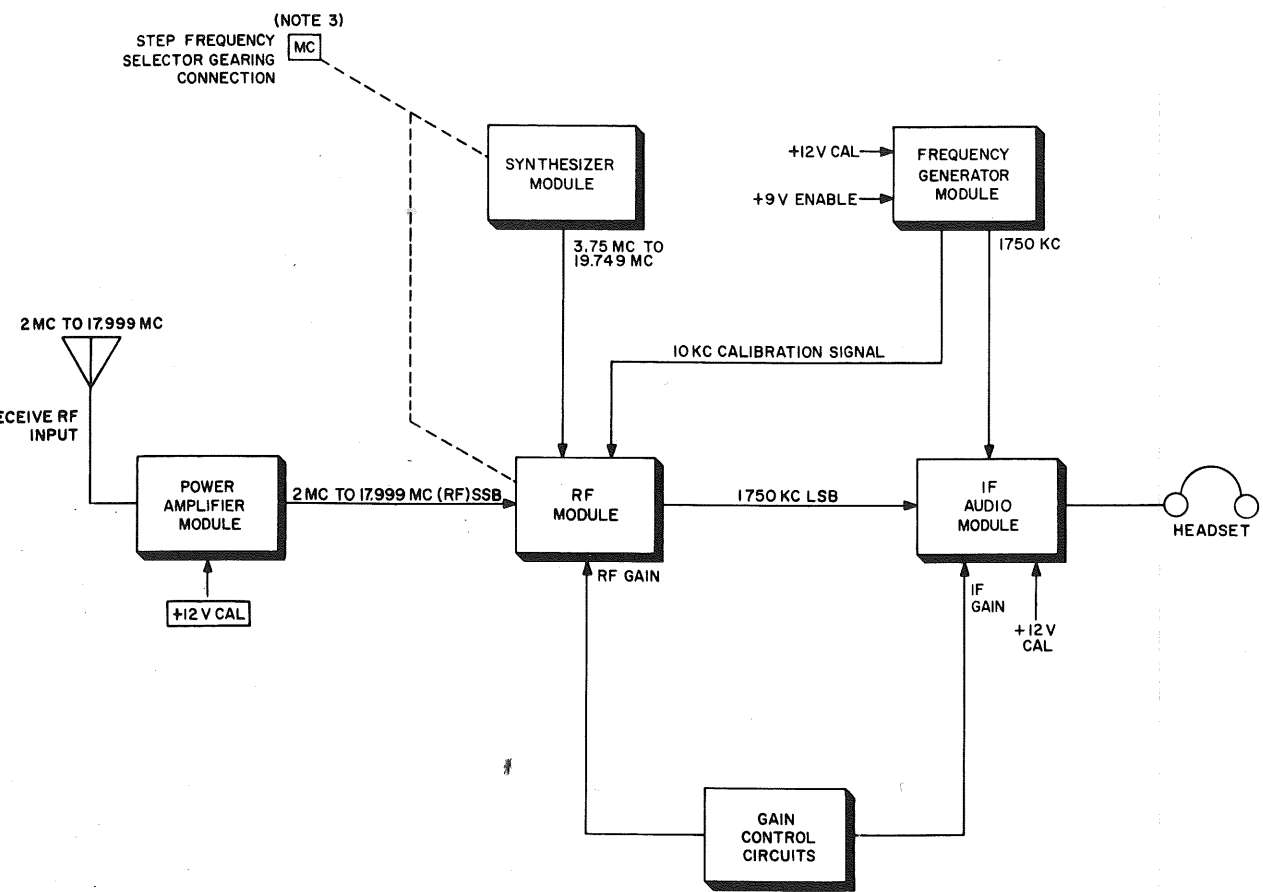 (NOTE 3)
STEP FREQUENCY
SELECTOR GEARING
CONNECTION
MC
SYNTHESIZER
MODULE
+12V CAL
+9V ENABLE
FREQUENCY
GENERATOR
MODULE
3.75 MC TO
19.749 MC
1750 KC
2 MC TO 17.999 MC
10 KC CALIBRATION SIGNAL
ECEIVE RF
INPUT
POWER
AMPLIFIER
MODULE
2 MC TO 17.999 MC (RF) SSB
RF
MODULE
1750 KC LSB
IF
AUDIO
MODULE
HEADSET
+12V CAL
RF GAIN
IF
GAIN
+12V
CAL
GAIN
CONTROL
CIRCUITS